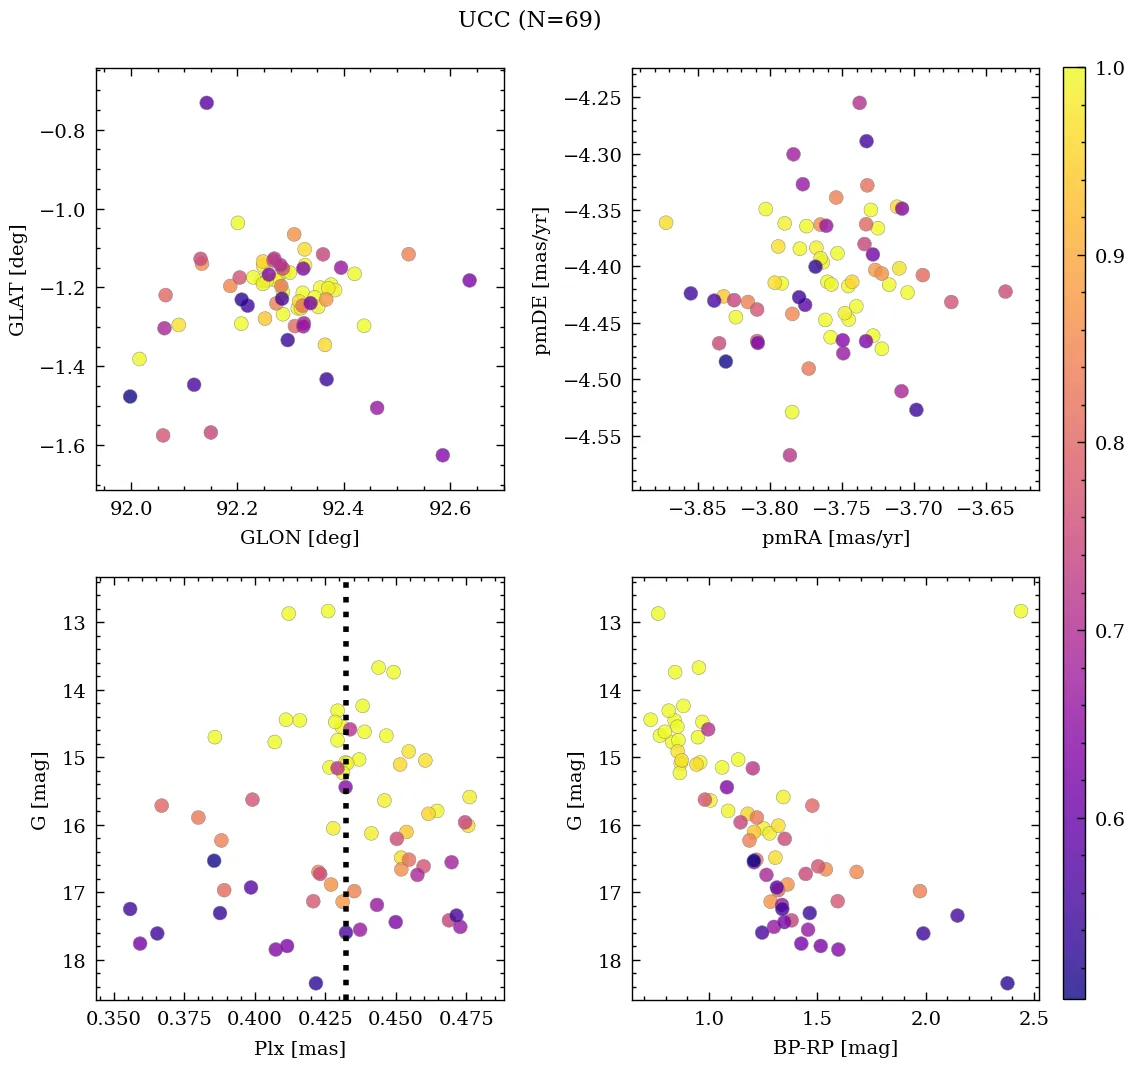 UCC (N=69)
−0.8
−1.0
−1.2
−1.4
−1.6
GLAT [deg]
92.0 92.2 92.4 92.6
GLON [deg]
−4.25
−4.30
−4.35
−4.40
−4.45
−4.50
−4.55
pmDE [mas/yr]
−3.85 −3.80 −3.75 −3.70 −3.65
pmRA [mas/yr]
13
14
15
16
17
18
G [mag]
0.350 0.375 0.400 0.425 0.450 0.475
Plx [mas]
13
14
15
16
17
18
G [mag]
1.0 1.5 2.0 2.5
BP-RP [mag]
1.0
0.9
0.8
0.7
0.6